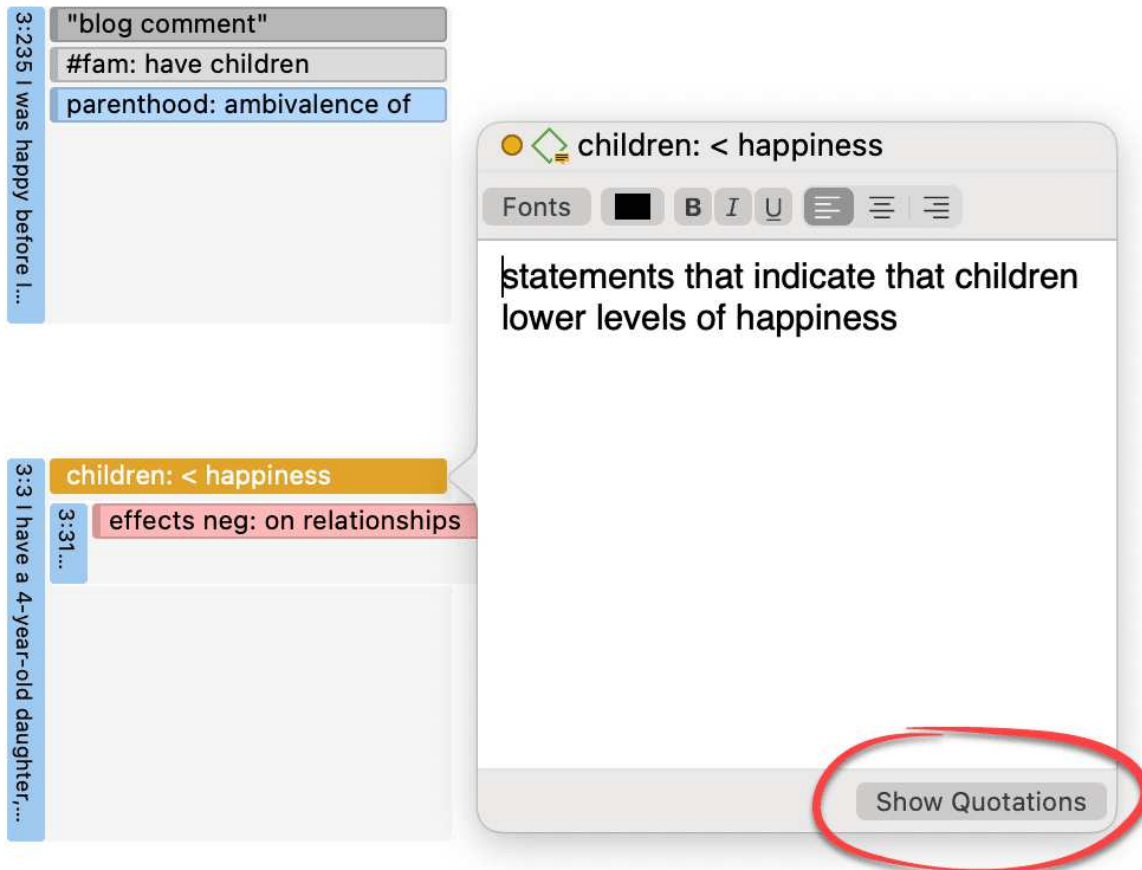 3:235 I was happy before I...
"blog comment"
#fam: have children
parenthood: ambivalence of
children: < happiness
Fonts B I U
statements that indicate that children
lower levels of happiness
3:3 I have a 4-year-old daughter,...
children: < happiness
3:31...
effects neg: on relationships
Show Quotations